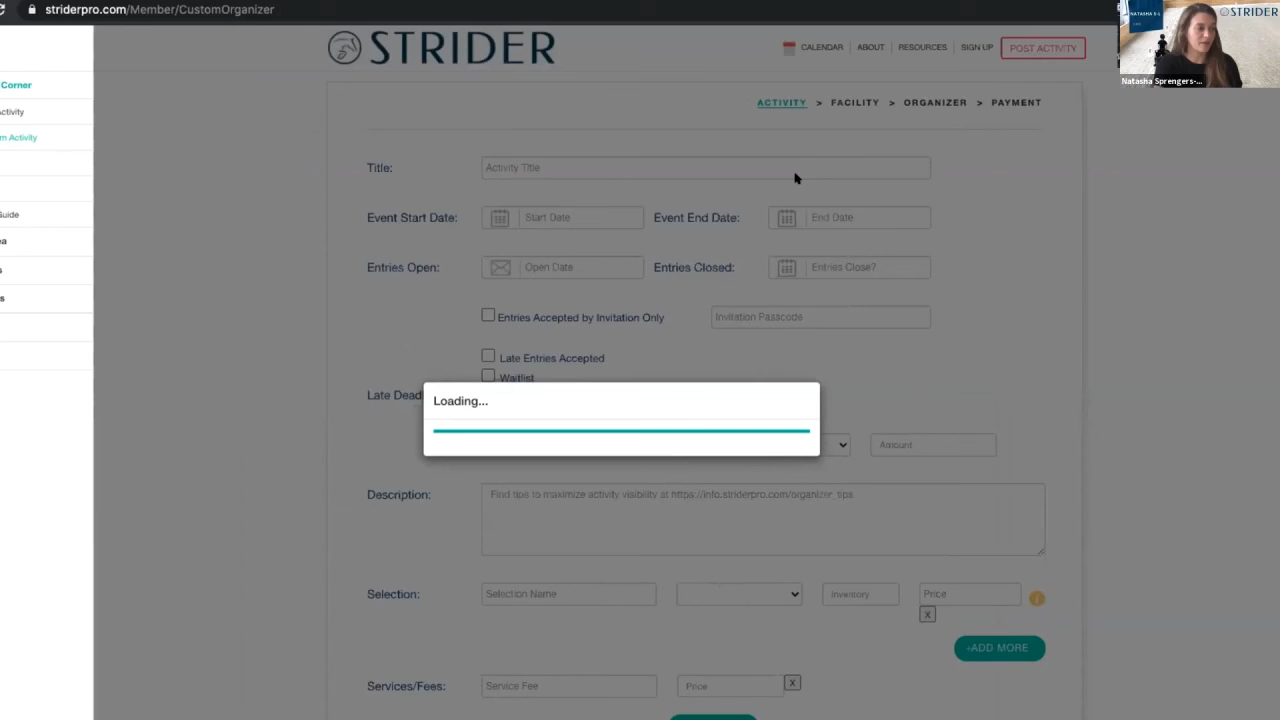 striderpro.com/Member/CustomOrganizer
NATASHA S-L
STRIDER
Natasha Sprengers-...
STRIDER
CALENDAR
ABOUT
RESOURCES
SIGN UP
POST ACTIVITY
Corner
ctivity
m Activity
Guide
ea
s
s
ACTIVITY > FACILITY > ORGANIZER > PAYMENT
Title: Activity Title
Event Start Date: Start Date Event End Date: End Date
Entries Open: Open Date Entries Closed: Entries Close?
Entries Accepted by Invitation Only Invitation Passcode
Late Entries Accepted
Waitlist
Late Deadl
Loading...
Amount
Description: Find tips to maximize activity visibility at https://info.striderpro.com/organizer_tips
Selection: Selection Name Inventory Price i
X
+ADD MORE
Services/Fees: Service Fee Price X